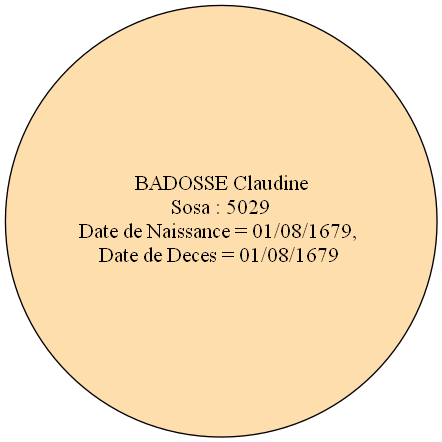 BADOSSE Claudine
Sosa : 5029
Date de Naissance = 01/08/1679,
Date de Deces = 01/08/1679